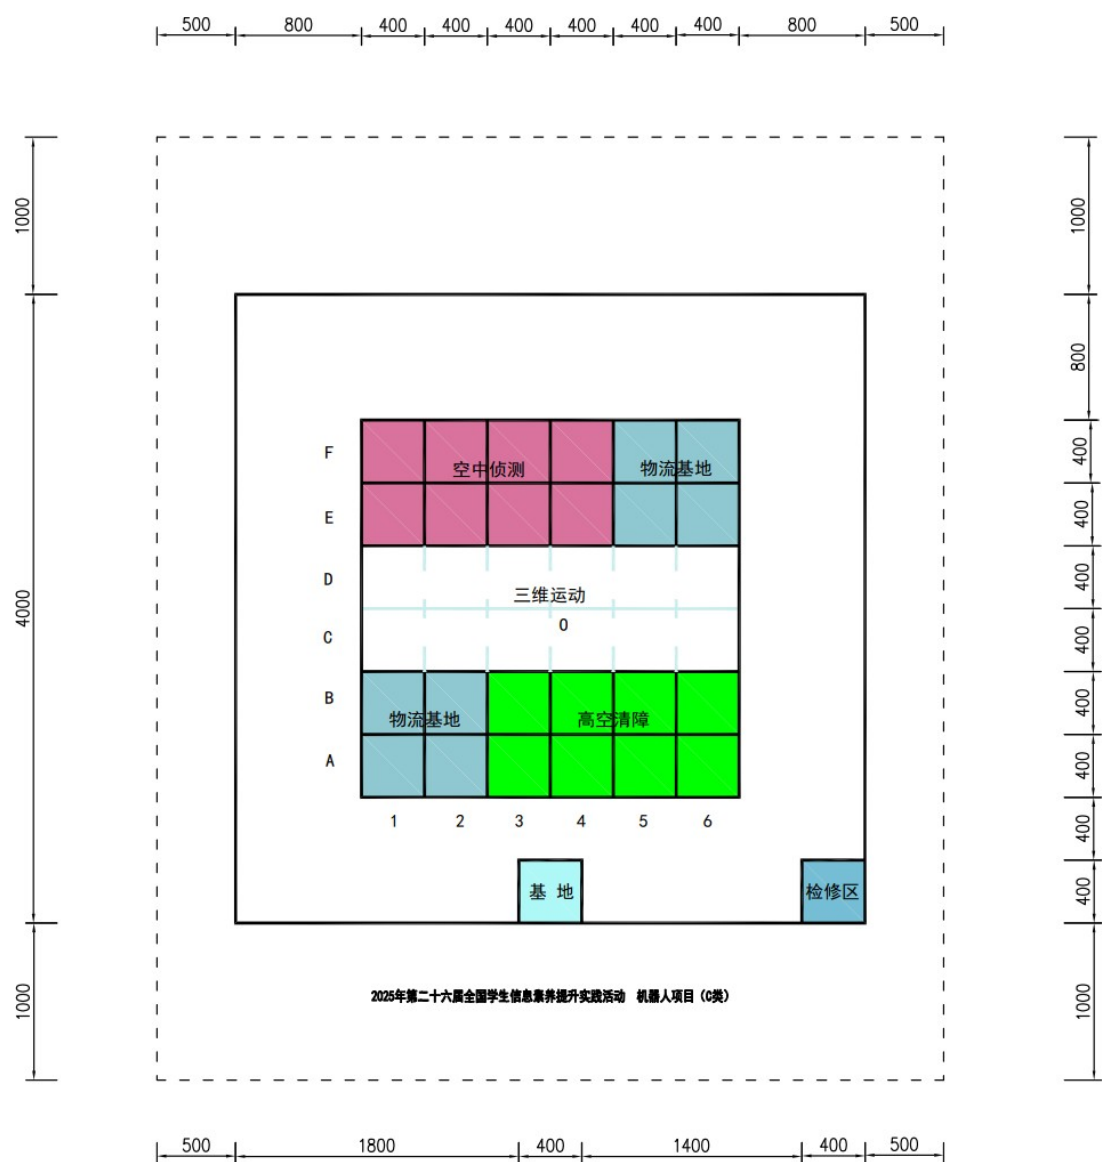 500 800 400 400 400 400 400 400 800 500
1000
1000
800
F
空中侦测 物流基地
400
E
400
D
三维运动
400
4000
0
C
400
B
物流基地 高空清障
400
A
400
1 2 3 4 5 6
400
基 地 检修区
400
2025年第二十六届全国学生信息素养提升实践活动 机器人项目（C类）
1000
1000
500 1800 400 1400 400 500